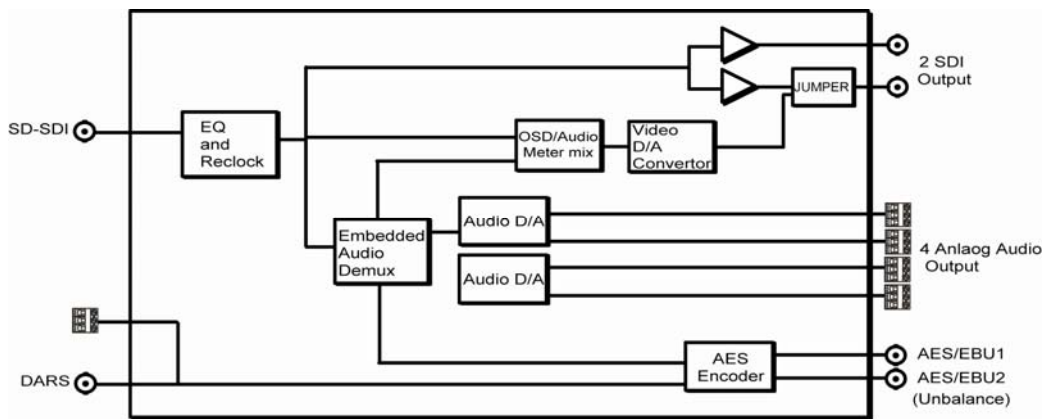 2 SDI
Output
JUMPER
SD-SDI
EQ
and
Reclock
OSD/Audio
Meter mix
Video
D/A
Convertor
Embedded
Audio
Demux
Audio D/A
Audio D/A
4 Anlaog Audio
Output
DARS
AES
Encoder
AES/EBU1
AES/EBU2
(Unbalance)